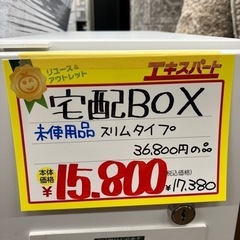 リユース&
アウトレット
エキスパート
宅配BOX
未使用品 スリムタイプ
36,800円の品
本体価格 15,800 税込価格 ¥17,380